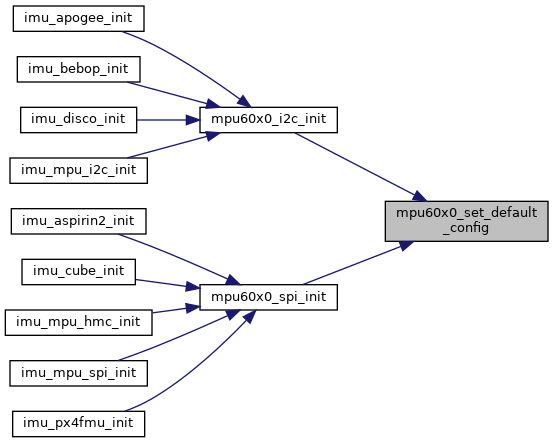 imu_apogee_init
imu_bebop_init
imu_disco_init
imu_mpu_i2c_init
mpu60x0_i2c_init
mpu60x0_set_default
_config
imu_aspirin2_init
imu_cube_init
imu_mpu_hmc_init
imu_mpu_spi_init
imu_px4fmu_init
mpu60x0_spi_init